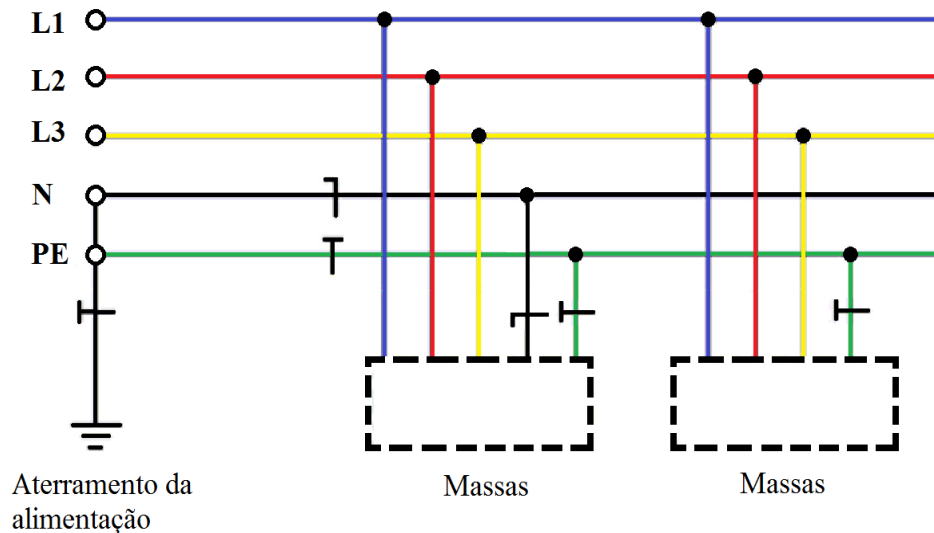 L1
L2
L3
N
PE
Aterramento da
alimentação
Massas
Massas